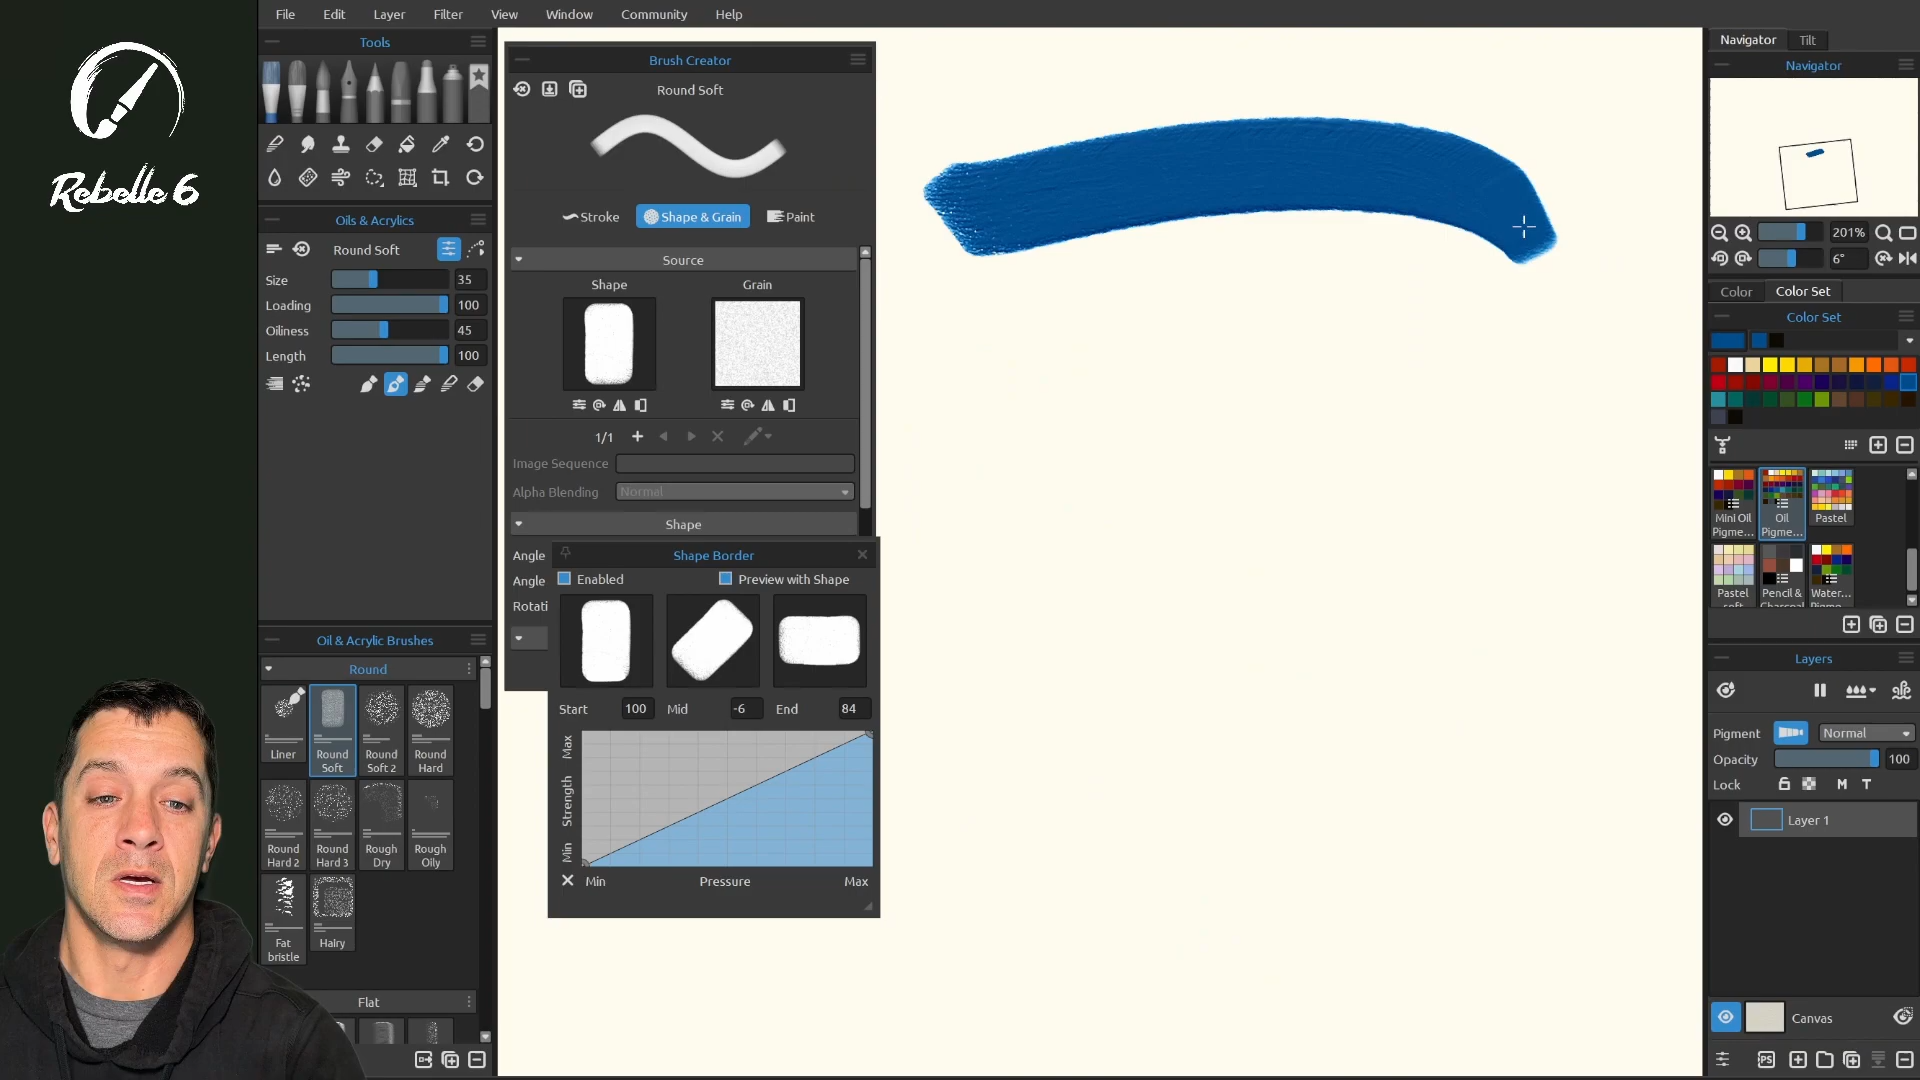 Rebelle 6
File Edit Layer Filter View Window Community Help
Tools
Oils & Acrylics
Round Soft
Size 35
Loading 100
Oiliness 45
Length 100
Oil & Acrylic Brushes
Round
Liner
Round Soft
Round Soft 2
Round Hard
Round Hard 2
Round Hard 3
Rough Dry
Rough Oily
Fat bristle
Hairy
Flat
Brush Creator
Round Soft
Stroke Shape & Grain Paint
Source
Shape Grain
1/1
Image Sequence
Alpha Blending Normal
Shape
Angle
Angle
Rotati
Shape Border
Enabled Preview with Shape
Start 100 Mid -6 End 84
Max
Strength
Min
Min Pressure Max
Navigator Tilt
Navigator
201%
6°
Color Color Set
Color Set
Mini Oil Pigme...
Oil Pigme...
Pastel
Pastel soft
Pencil & Charcoal
Water... Pigme...
Layers
Pigment Normal
Opacity 100
Lock M T
Layer 1
Canvas
PS